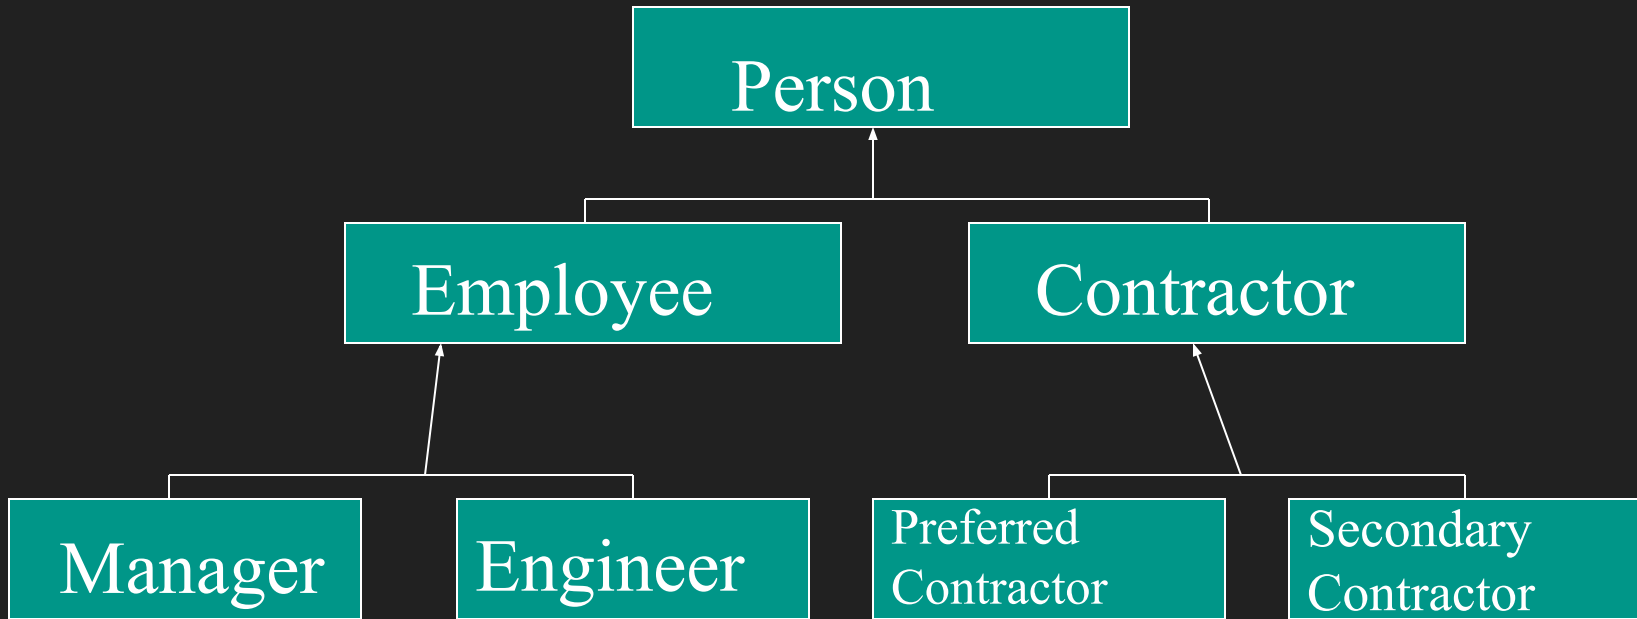 Person
Employee
Contractor
Manager
Engineer
Preferred
Contractor
Secondary
Contractor